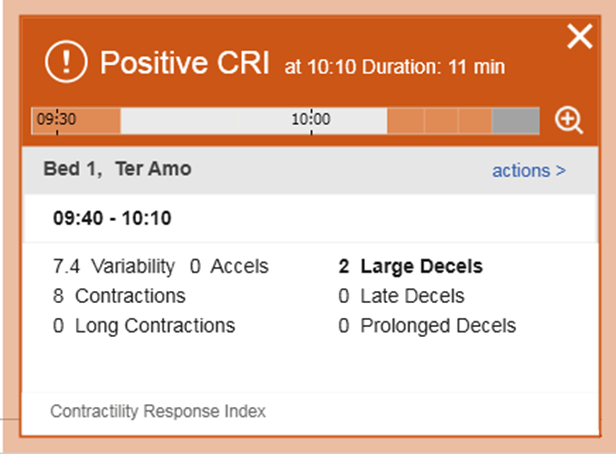 ! Positive CRI at 10:10 Duration: 11 min
09:30 10:00
Bed 1, Ter Amo actions >
09:40 - 10:10
7.4 Variability 0 Accels 2 Large Decels
8 Contractions 0 Late Decels
0 Long Contractions 0 Prolonged Decels
Contractility Response Index